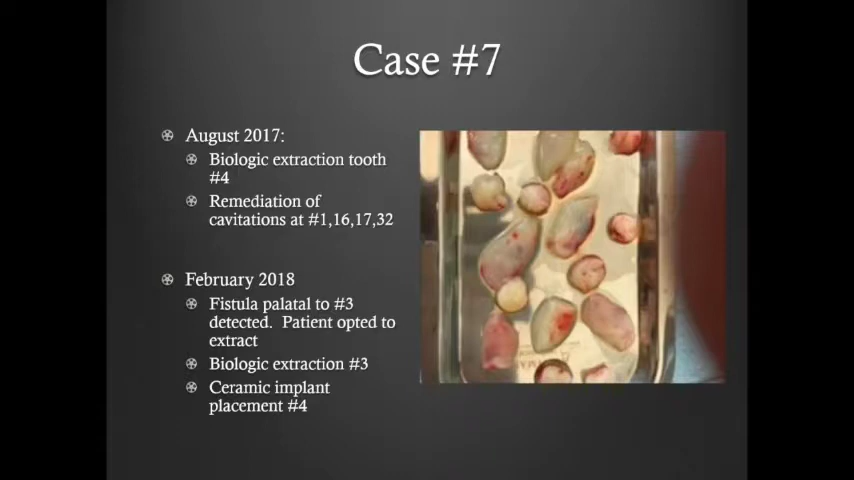 Case #7
August 2017:
Biologic extraction tooth
#4
Remediation of
cavitations at #1,16,17,32
February 2018
Fistula palatal to #3
detected. Patient opted to
extract
Biologic extraction #3
Ceramic implant
placement #4